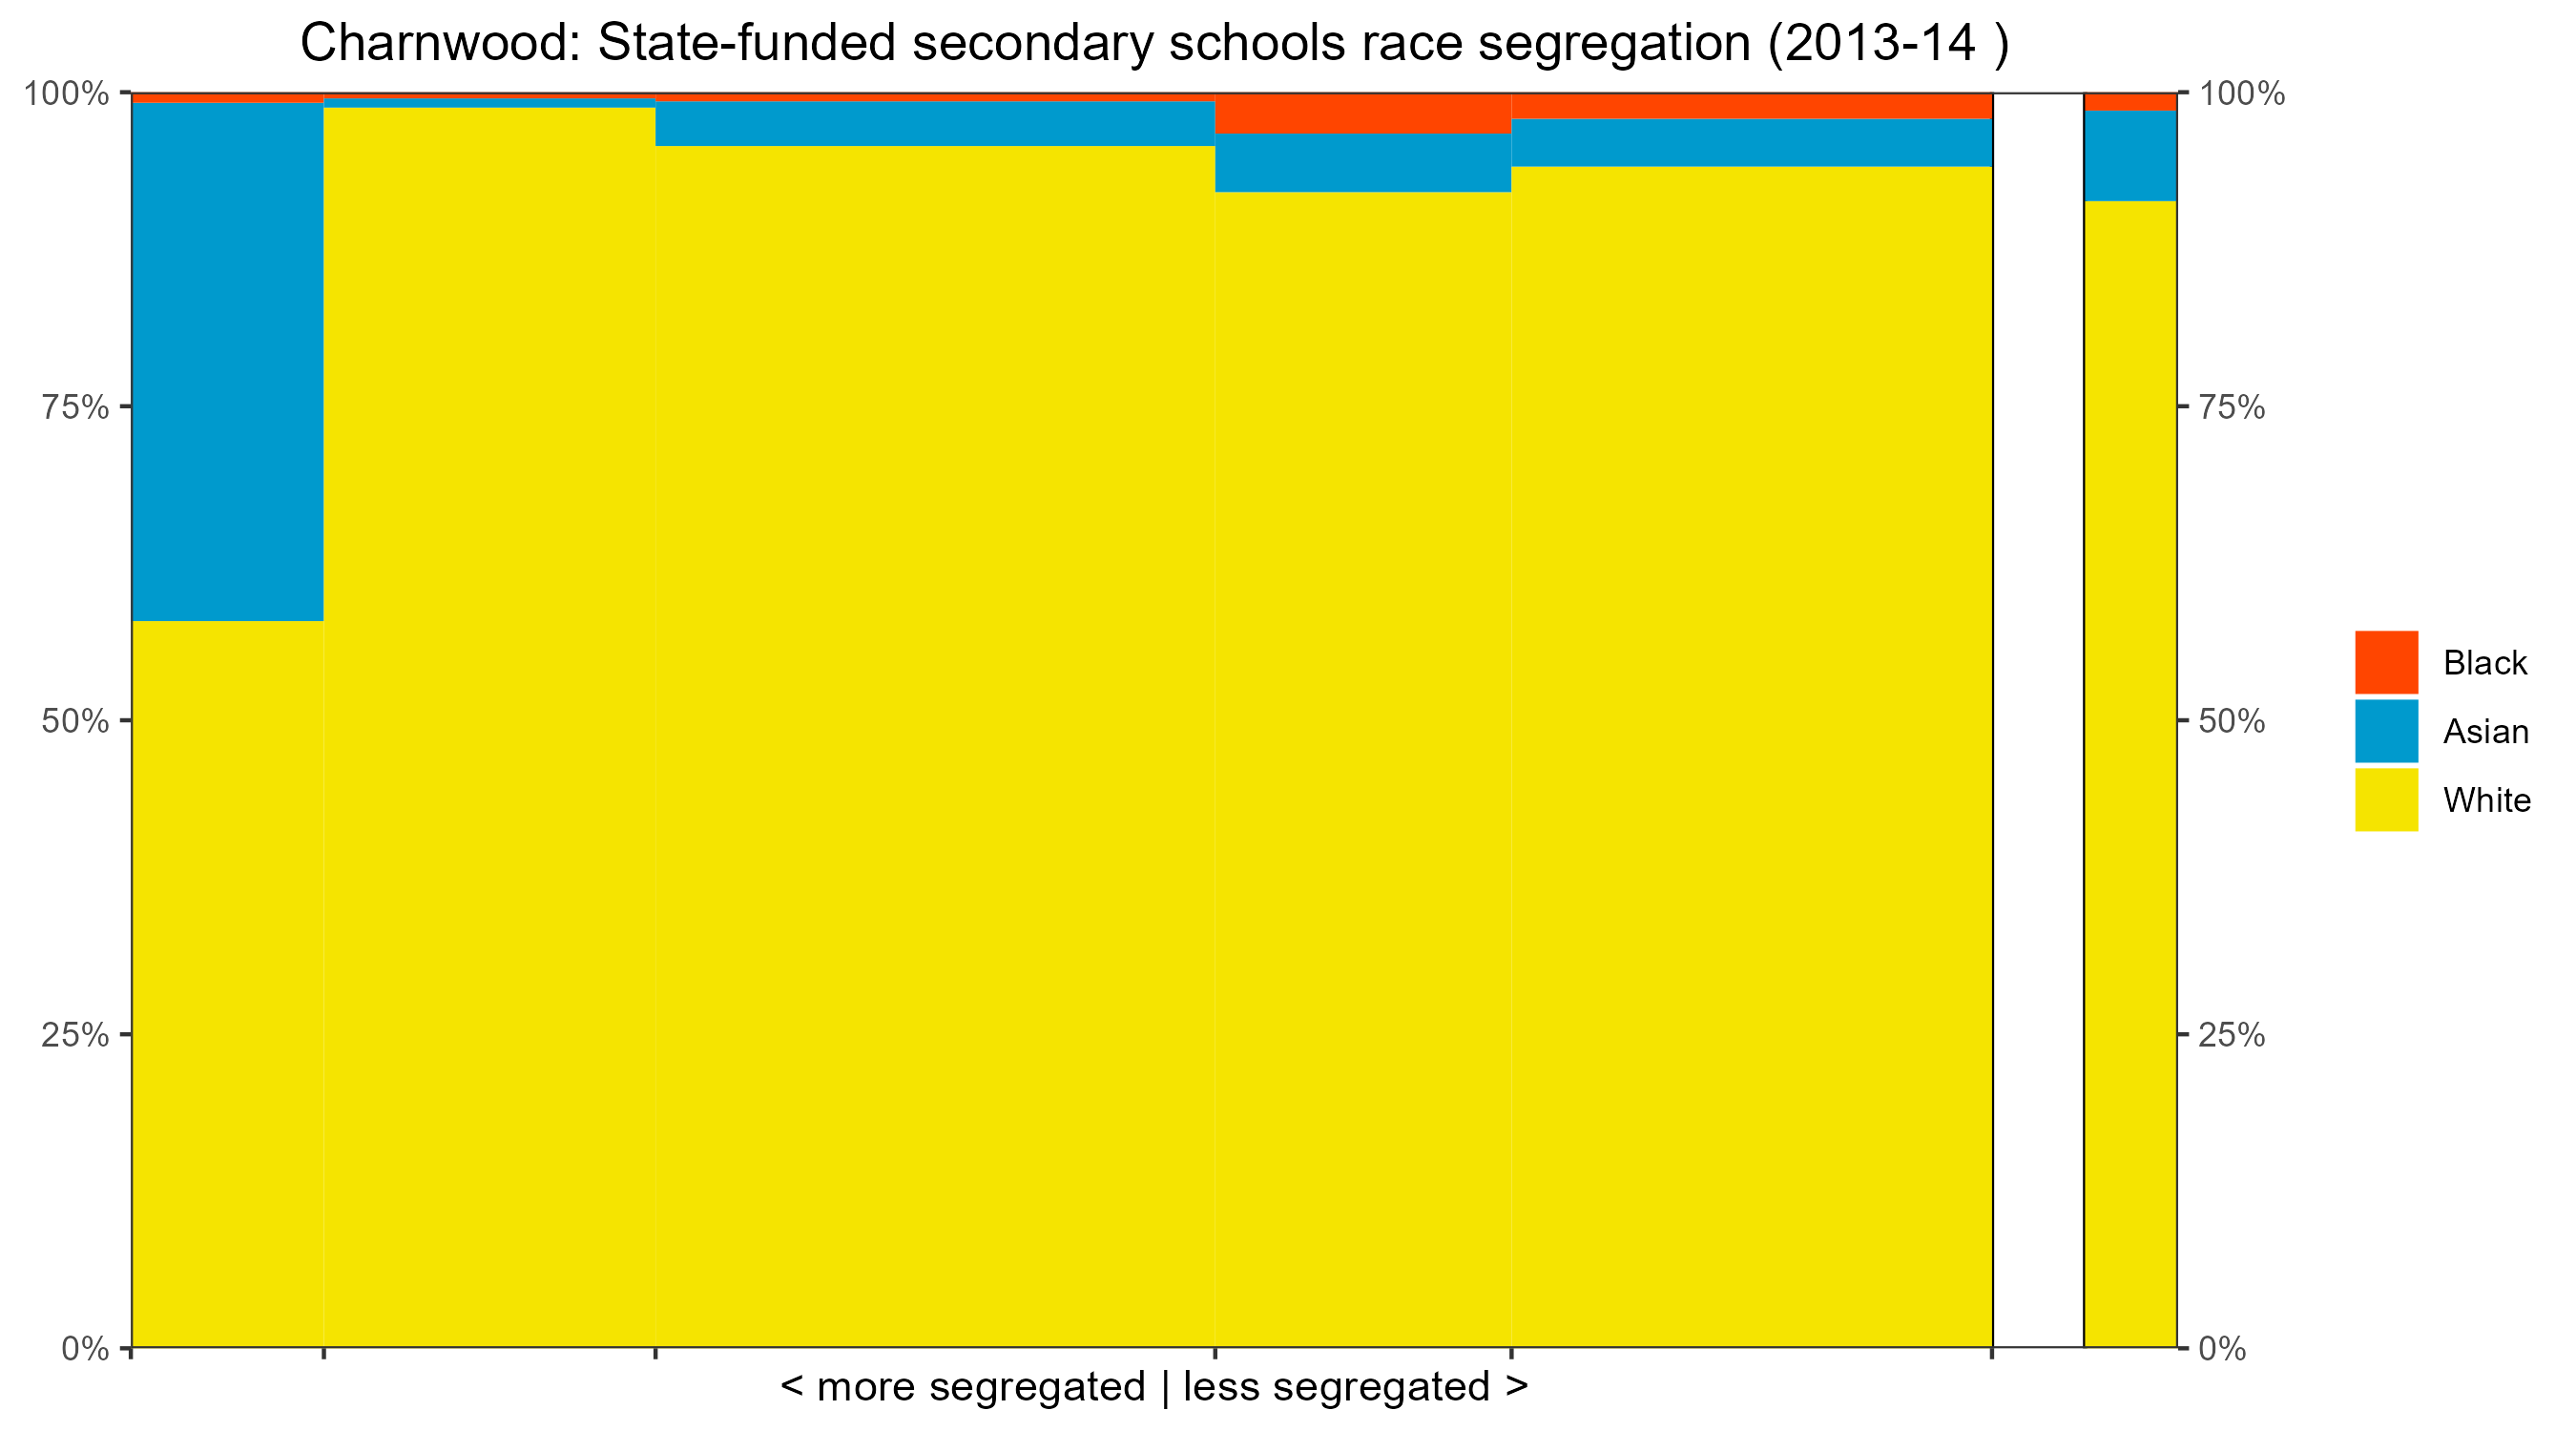 Charnwood: State-funded secondary schools race segregation (2013-14 )
100%
75%
50%
25%
0%
100%
75%
50%
25%
0%
< more segregated | less segregated >
Black
Asian
White